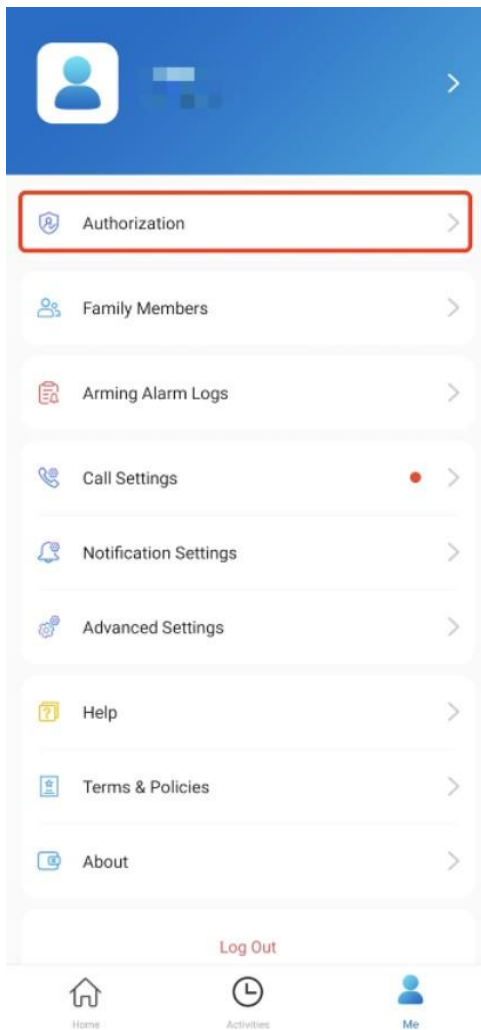 Authorization
Family Members
Arming Alarm Logs
Call Settings
Notification Settings
Advanced Settings
Help
Terms & Policies
About
Log Out
Home
Activities
Me